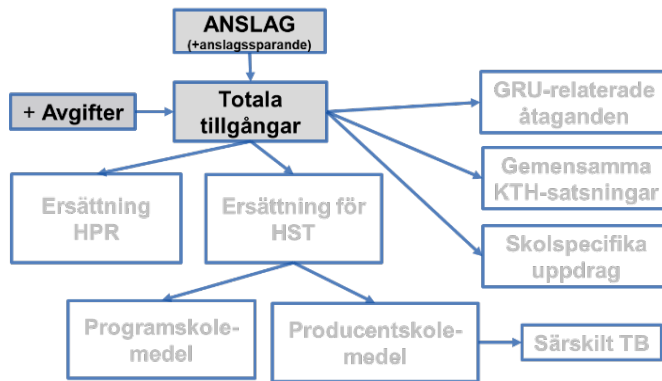 ANSLAG
(+anslagssparande)
+ Avgifter
Totala
tillgångar
GRU-relaterade
åtaganden
Gemensamma
KTH-satsningar
Skolspecifika
uppdrag
Ersättning
HPR
Ersättning för
HST
Programskole-
medel
Producentskole-
medel
Särskilt TB